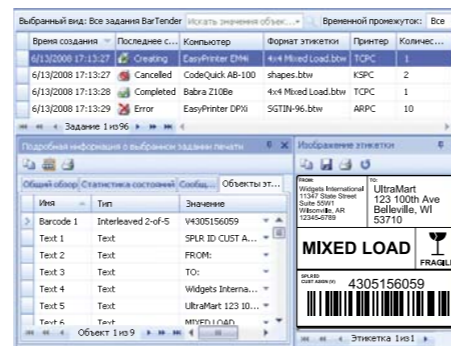 Выбранный вид: Все задания BarTender Искать значения объек... Временной промежуток: Все
Время создания Последнее с... Компьютер Формат этикетки Принтер Количес...
6/13/2008 17:13:27 Creating EasyPrinter EM4i 4x4 Mixed Load.btw TCPC 1
6/13/2008 17:13:27 Cancelled CodeQuick AB-100 shapes.btw KSPC 2
6/13/2008 17:13:28 Completed Babra Z10Be 4x4 Mixed Load.btw TCPC 1
6/13/2008 17:13:29 Error EasyPrinter DPXi SGTIN-96.btw ARPC 10
Задание 1 из 96
Подробная информация о выбранном задании печати
Общий обзор Статистика состояний Сообщ... Объекты эт...
Имя Тип Значение
Barcode 1 Interleaved 2-of-5 V4305156059
Text 1 Text SPLR ID CUST A...
Text 2 Text FROM:
Text 3 Text TO:
Text 4 Text Widgets Interna...
Text 5 Text UltraMart 123 10...
Text 6 Text MIXED LOAD
Объект 1 из 9
Изображение этикетки
FROM:
Widgets International
11347 State Street
Suite 55W1
Wilsonville, AR
12345-6789
TO:
UltraMart
123 100th Ave
Belleville, WI
53710
MIXED LOAD
FRAGIL
SPLR ID
CUST ASSN (V)
4305156059
Этикетка 1 из 1